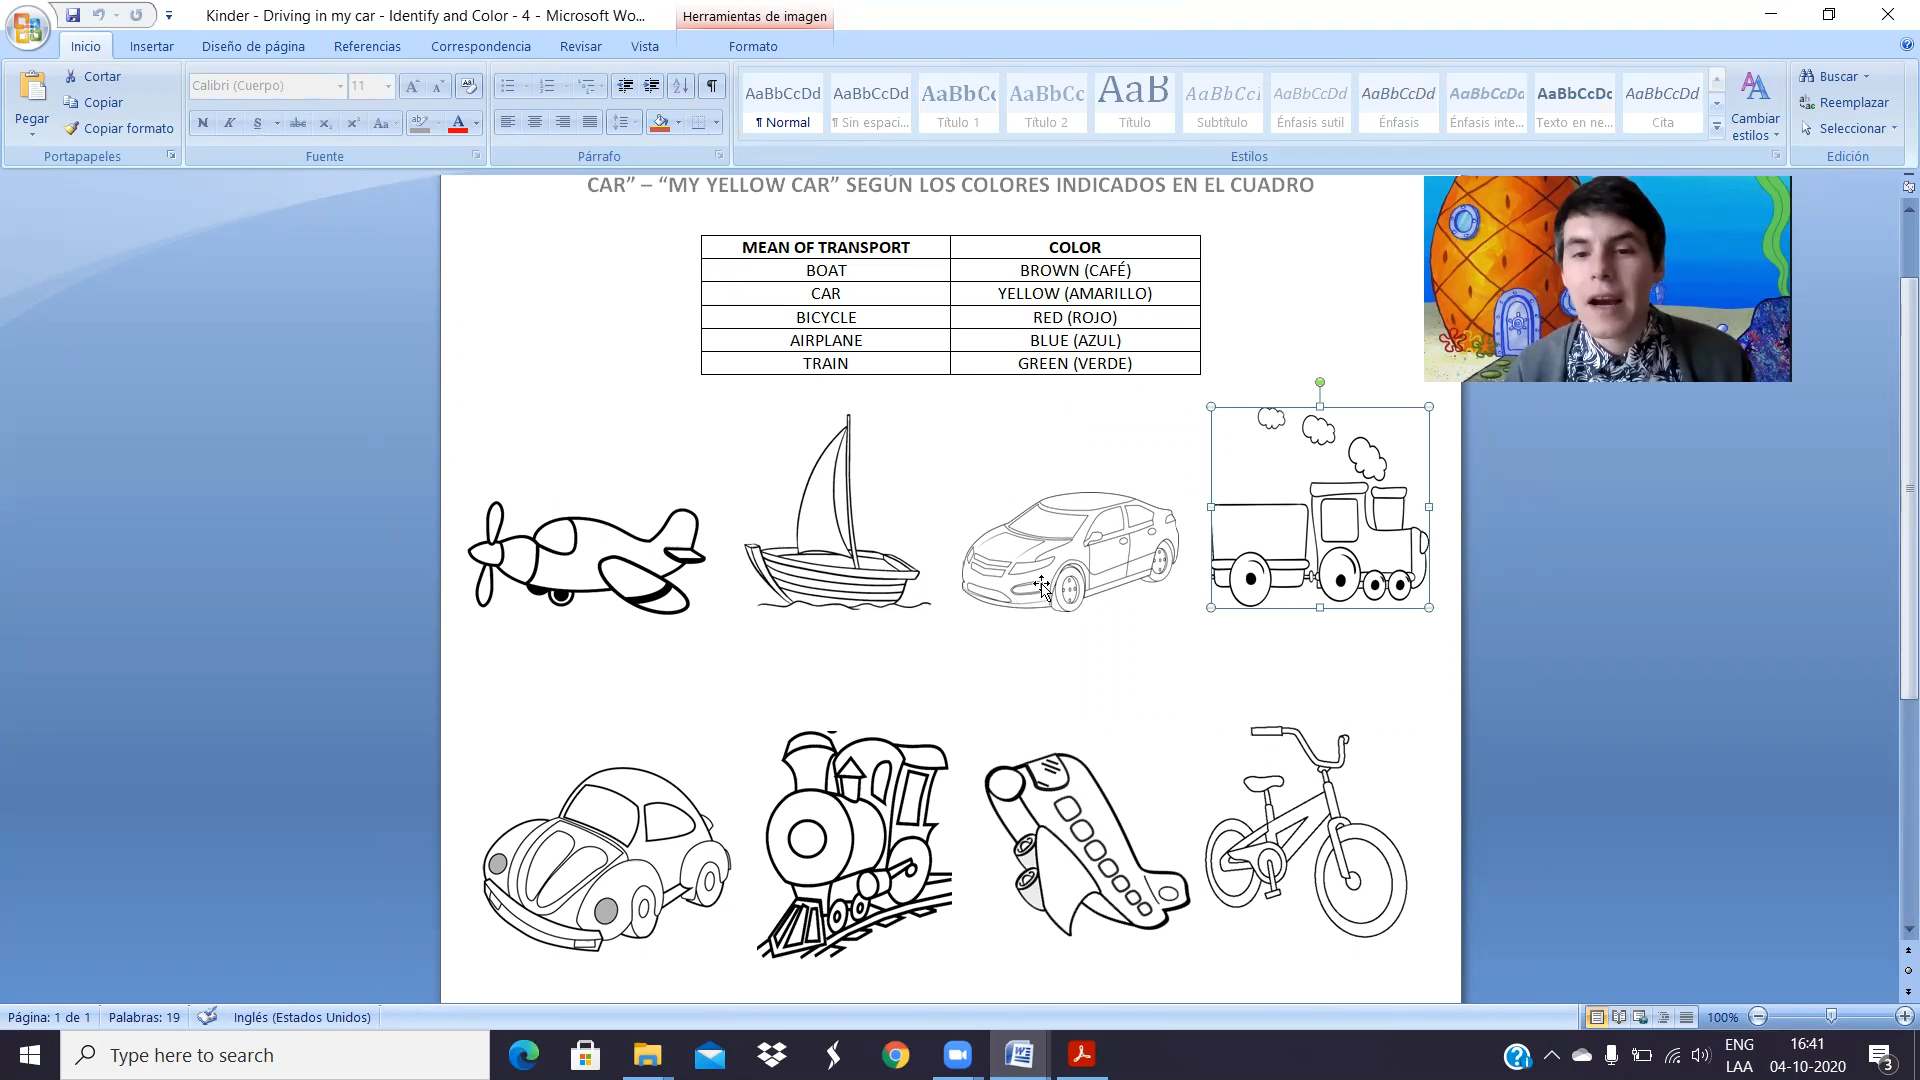 Kinder - Driving in my car - Identify and Color - 4 - Microsoft Wo...
Herramientas de imagen
Inicio
Insertar
Diseño de página
Referencias
Correspondencia
Revisar
Vista
Formato
Pegar
Cortar
Copiar
Copiar formato
Portapapeles
Calibri (Cuerpo)
11
Fuente
Párrafo
AaBbCcDd
¶ Normal
AaBbCcDd
¶ Sin espaci...
AaBbCc
Título 1
AaBbCc
Título 2
AaB
Título
AaBbCcl
Subtítulo
AaBbCcDd
Énfasis sutil
AaBbCcDd
Énfasis
AaBbCcDd
Énfasis inte...
AaBbCcDc
Texto en ne...
AaBbCcDd
Cita
Cambiar
estilos
Estilos
Buscar
Reemplazar
Seleccionar
Edición
CAR” – “MY YELLOW CAR” SEGÚN LOS COLORES INDICADOS EN EL CUADRO
MEAN OF TRANSPORT COLOR
BOAT BROWN (CAFÉ)
CAR YELLOW (AMARILLO)
BICYCLE RED (ROJO)
AIRPLANE BLUE (AZUL)
TRAIN GREEN (VERDE)
Página: 1 de 1
Palabras: 19
Inglés (Estados Unidos)
100%
Type here to search
ENG
LAA
16:41
04-10-2020
3